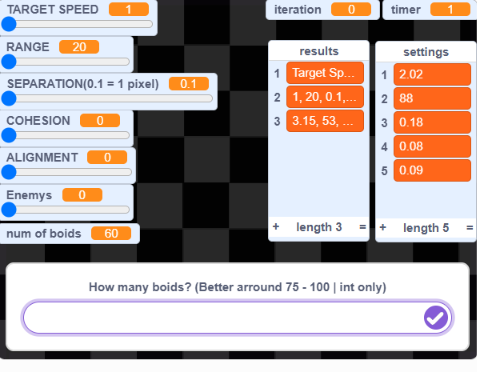 TARGET SPEED 1
RANGE 20
SEPARATION(0.1 = 1 pixel) 0.1
COHESION 0
ALIGNMENT 0
Enemys 0
num of boids 60
iteration 0
timer 1
results
1 Target Sp...
2 1, 20, 0.1,...
3 3.15, 53, ...
+ length 3 =
settings
1 2.02
2 88
3 0.18
4 0.08
5 0.09
+ length 5 =
How many boids? (Better arround 75 - 100 | int only)